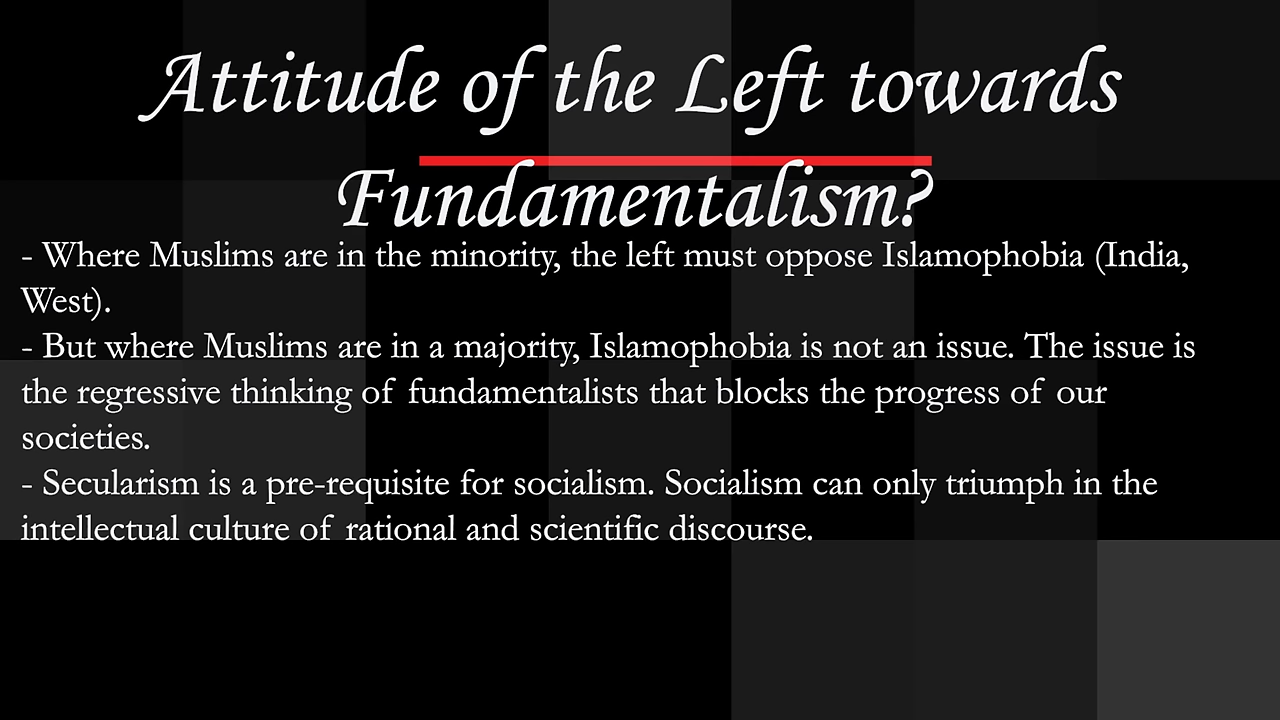 Attitude of the Left towards
Fundamentalism?
- Where Muslims are in the minority, the left must oppose Islamophobia (India,
West).
- But where Muslims are in a majority, Islamophobia is not an issue. The issue is
the regressive thinking of fundamentalists that blocks the progress of our
societies.
- Secularism is a pre-requisite for socialism. Socialism can only triumph in the
intellectual culture of rational and scientific discourse.